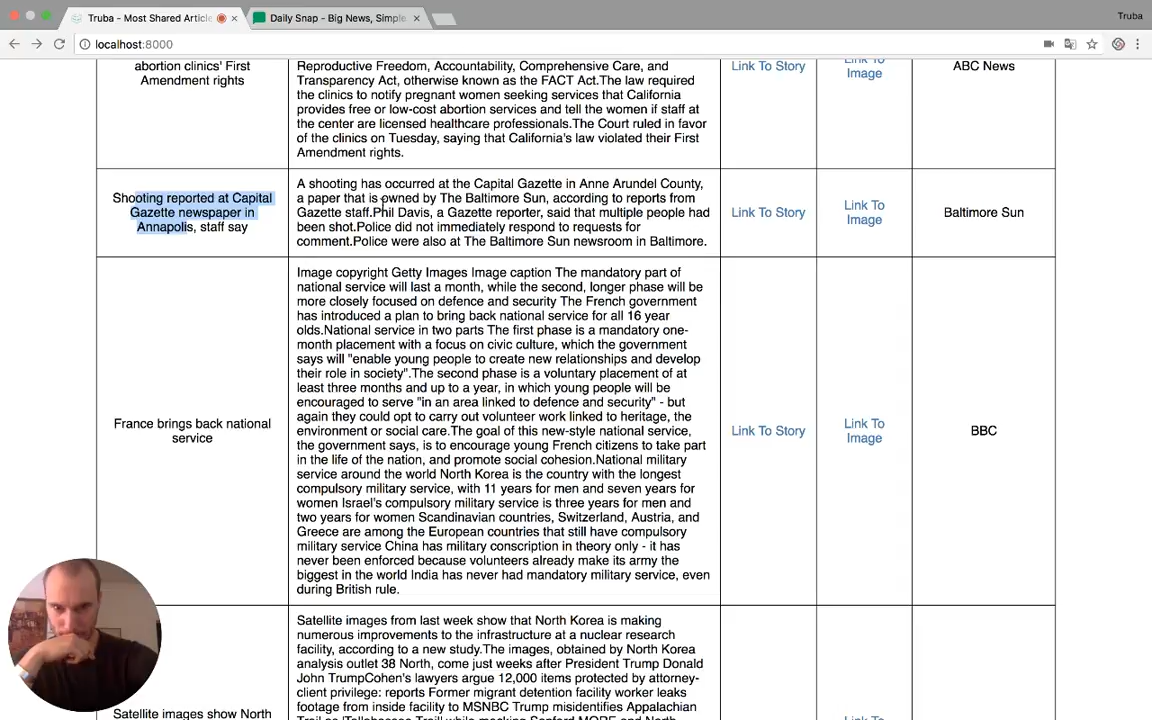 Truba - Most Shared Article
Daily Snap - Big News, Simple.
Truba
localhost:8000
abortion clinics' First
Amendment rights
Reproductive Freedom, Accountability, Comprehensive Care, and
Transparency Act, otherwise known as the FACT Act.The law required
the clinics to notify pregnant women seeking services that California
provides free or low-cost abortion services and tell the women if staff at
the center are licensed healthcare professionals.The Court ruled in favor
of the clinics on Tuesday, saying that California's law violated their First
Amendment rights.
Link To Story
Link To
Image
ABC News
Shooting reported at Capital
Gazette newspaper in
Annapolis, staff say
A shooting has occurred at the Capital Gazette in Anne Arundel County,
a paper that is owned by The Baltimore Sun, according to reports from
Gazette staff.Phil Davis, a Gazette reporter, said that multiple people had
been shot.Police did not immediately respond to requests for
comment.Police were also at The Baltimore Sun newsroom in Baltimore.
Link To Story
Link To
Image
Baltimore Sun
France brings back national
service
Image copyright Getty Images Image caption The mandatory part of
national service will last a month, while the second, longer phase will be
more closely focused on defence and security The French government
has introduced a plan to bring back national service for all 16 year
olds.National service in two parts The first phase is a mandatory one-
month placement with a focus on civic culture, which the government
says will "enable young people to create new relationships and develop
their role in society".The second phase is a voluntary placement of at
least three months and up to a year, in which young people will be
encouraged to serve "in an area linked to defence and security" - but
again they could opt to carry out volunteer work linked to heritage, the
environment or social care.The goal of this new-style national service,
the government says, is to encourage young French citizens to take part
in the life of the nation, and promote social cohesion.National military
service around the world North Korea is the country with the longest
compulsory military service, with 11 years for men and seven years for
women Israel's compulsory military service is three years for men and
two years for women Scandinavian countries, Switzerland, Austria, and
Greece are among the European countries that still have compulsory
military service China has military conscription in theory only - it has
never been enforced because volunteers already make its army the
biggest in the world India has never had mandatory military service, even
during British rule.
Link To Story
Link To
Image
BBC
Satellite images show North
Satellite images from last week show that North Korea is making
numerous improvements to the infrastructure at a nuclear research
facility, according to a new study.The images, obtained by North Korea
analysis outlet 38 North, come just weeks after President Trump Donald
John TrumpCohen's lawyers argue 12,000 items protected by attorney-
client privilege: reports Former migrant detention facility worker leaks
footage from inside facility to MSNBC Trump misidentifies Appalachian
Trail as 'Tallahassee Trail' while mocking Sanford MORE and North
Link To